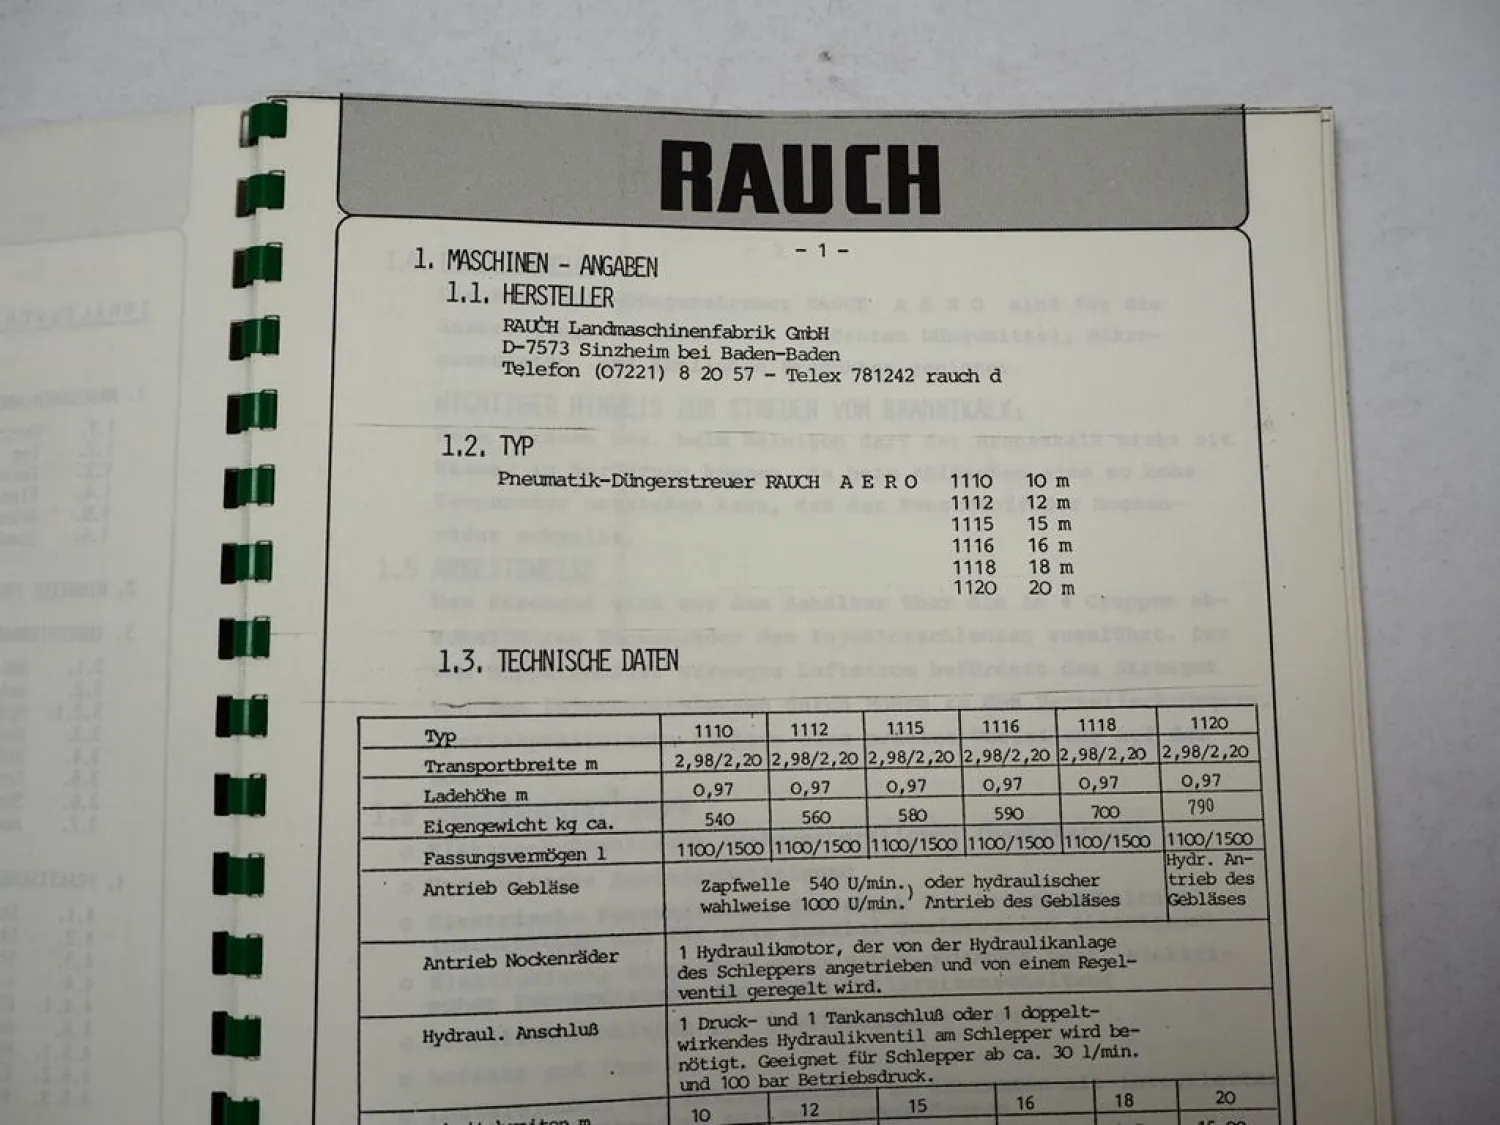 RAUCH
- 1 -
1. MASCHINEN - ANGABEN
1.1. HERSTELLER
RAUCH Landmaschinenfabrik GmbH
D-7573 Sinzheim bei Baden-Baden
Telefon (07221) 8 20 57 - Telex 781242 rauch d
1.2. TYP
Pneumatik-Düngerstreuer RAUCH A E R O 1110 10 m
1112 12 m
1115 15 m
1116 16 m
1118 18 m
1120 20 m
1.3. TECHNISCHE DATEN
Typ 1110 1112 1115 1116 1118 1120
Transportbreite m 2,98/2,20 2,98/2,20 2,98/2,20 2,98/2,20 2,98/2,20 2,98/2,20
Ladehöhe m 0,97 0,97 0,97 0,97 0,97 0,97
Eigengewicht kg ca. 540 560 580 590 700 790
Fassungsvermögen l 1100/1500 1100/1500 1100/1500 1100/1500 1100/1500 1100/1500
Antrieb Gebläse
Zapfwelle 540 U/min., oder hydraulischer
wahlweise 1000 U/min. Antrieb des Gebläses
Hydr. An-
trieb des
Gebläses
Antrieb Nockenräder
1 Hydraulikmotor, der von der Hydraulikanlage
des Schleppers angetrieben und von einem Regel-
ventil geregelt wird.
Hydraul. Anschluß
1 Druck- und 1 Tankanschluß oder 1 doppelt-
wirkendes Hydraulikventil am Schlepper wird be-
nötigt. Geeignet für Schlepper ab ca. 30 l/min.
und 100 bar Betriebsdruck.
10 12 15 16 18 20